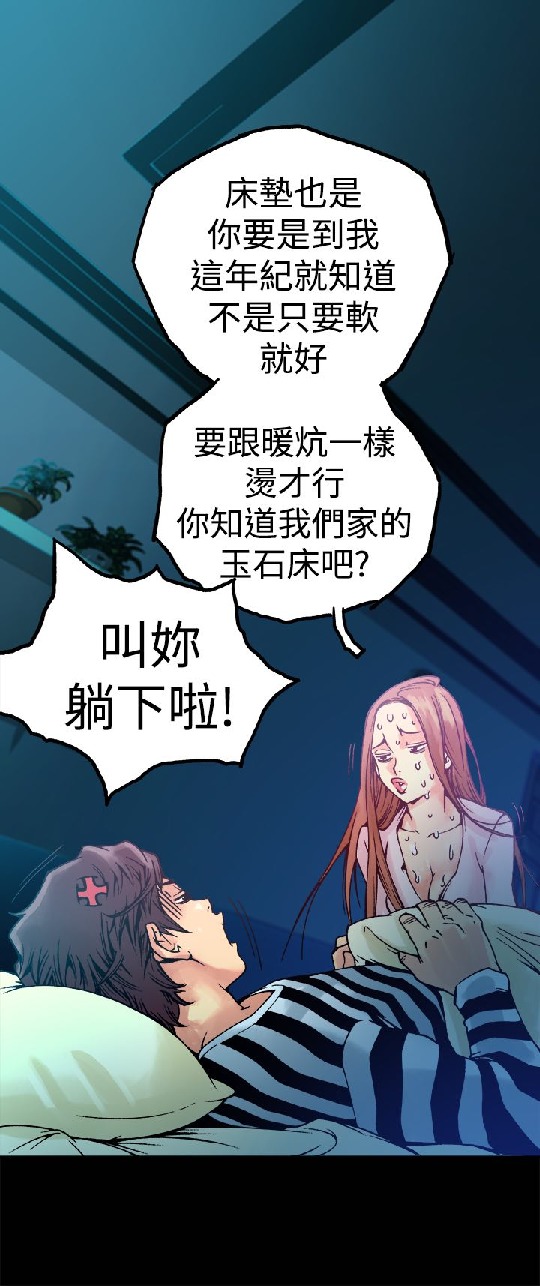 床墊也是
你要是到我
這年紀就知道
不是只要軟
就好
要跟暖炕一樣
燙才行
你知道我們家的
玉石床吧?
叫妳
躺下啦!